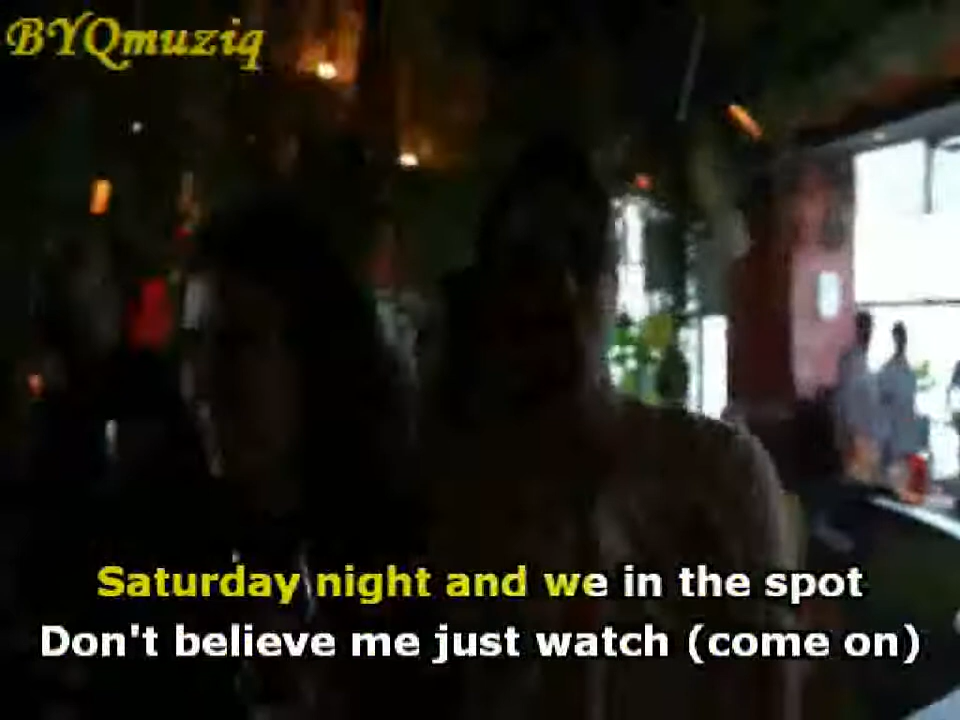 BYQmuziq
Saturday night and we in the spot
Don't believe me just watch (come on)